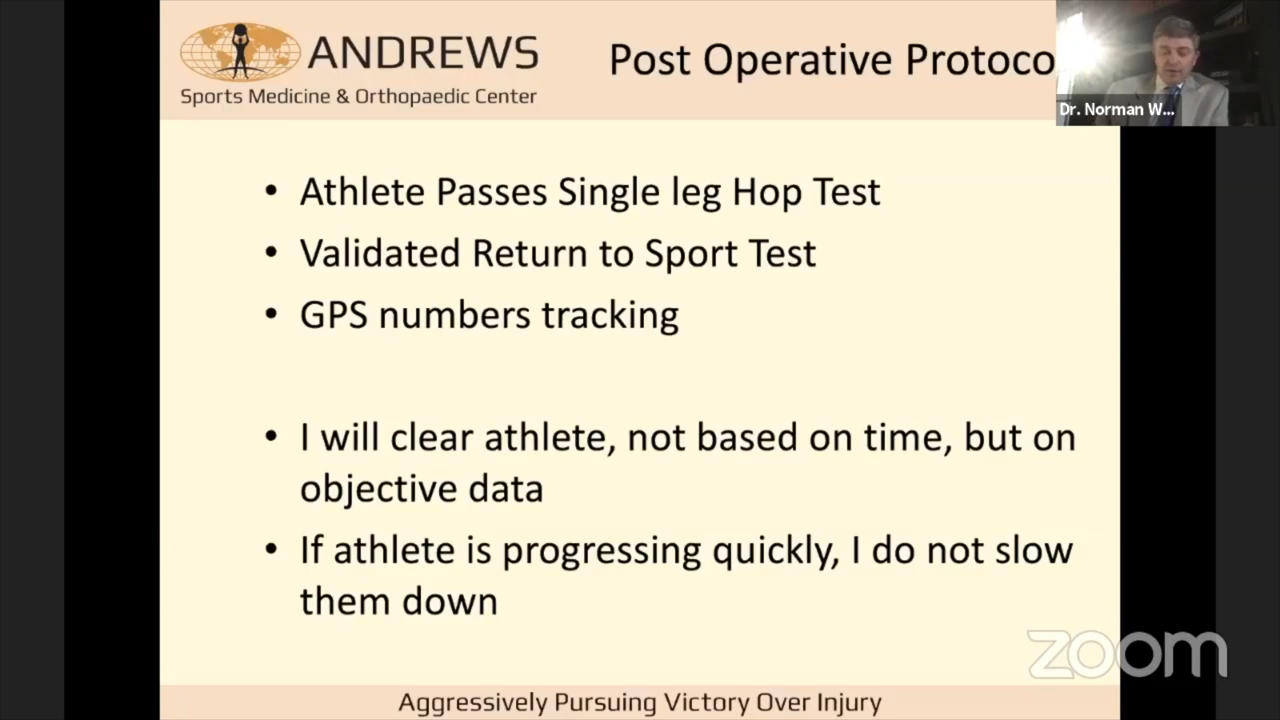 ANDREWS
Sports Medicine & Orthopaedic Center
Post Operative Protoco
Dr. Norman W...
• Athlete Passes Single leg Hop Test
• Validated Return to Sport Test
• GPS numbers tracking
• I will clear athlete, not based on time, but on
objective data
• If athlete is progressing quickly, I do not slow
them down
zoom
Aggressively Pursuing Victory Over Injury